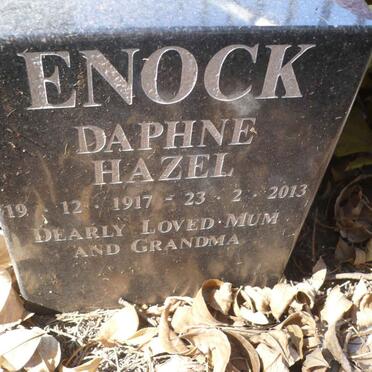 ENOCK
DAPHNE
HAZEL
19 · 12 · 1917 - 23 · 2 · 2013
DEARLY LOVED MUM
AND GRANDMA